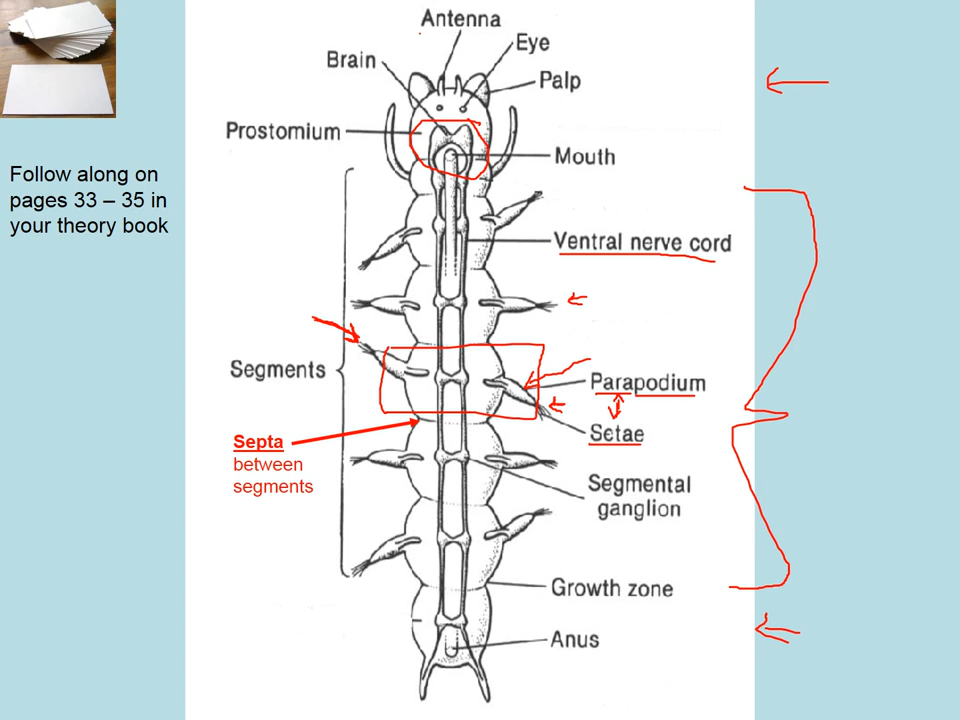 Antenna
Eye
Brain
Palp
Prostomium
Mouth
Follow along on
pages 33 – 35 in
your theory book
Ventral nerve cord
Segments
Parapodium
Setae
Septa
between
segments
Segmental
ganglion
Growth zone
Anus